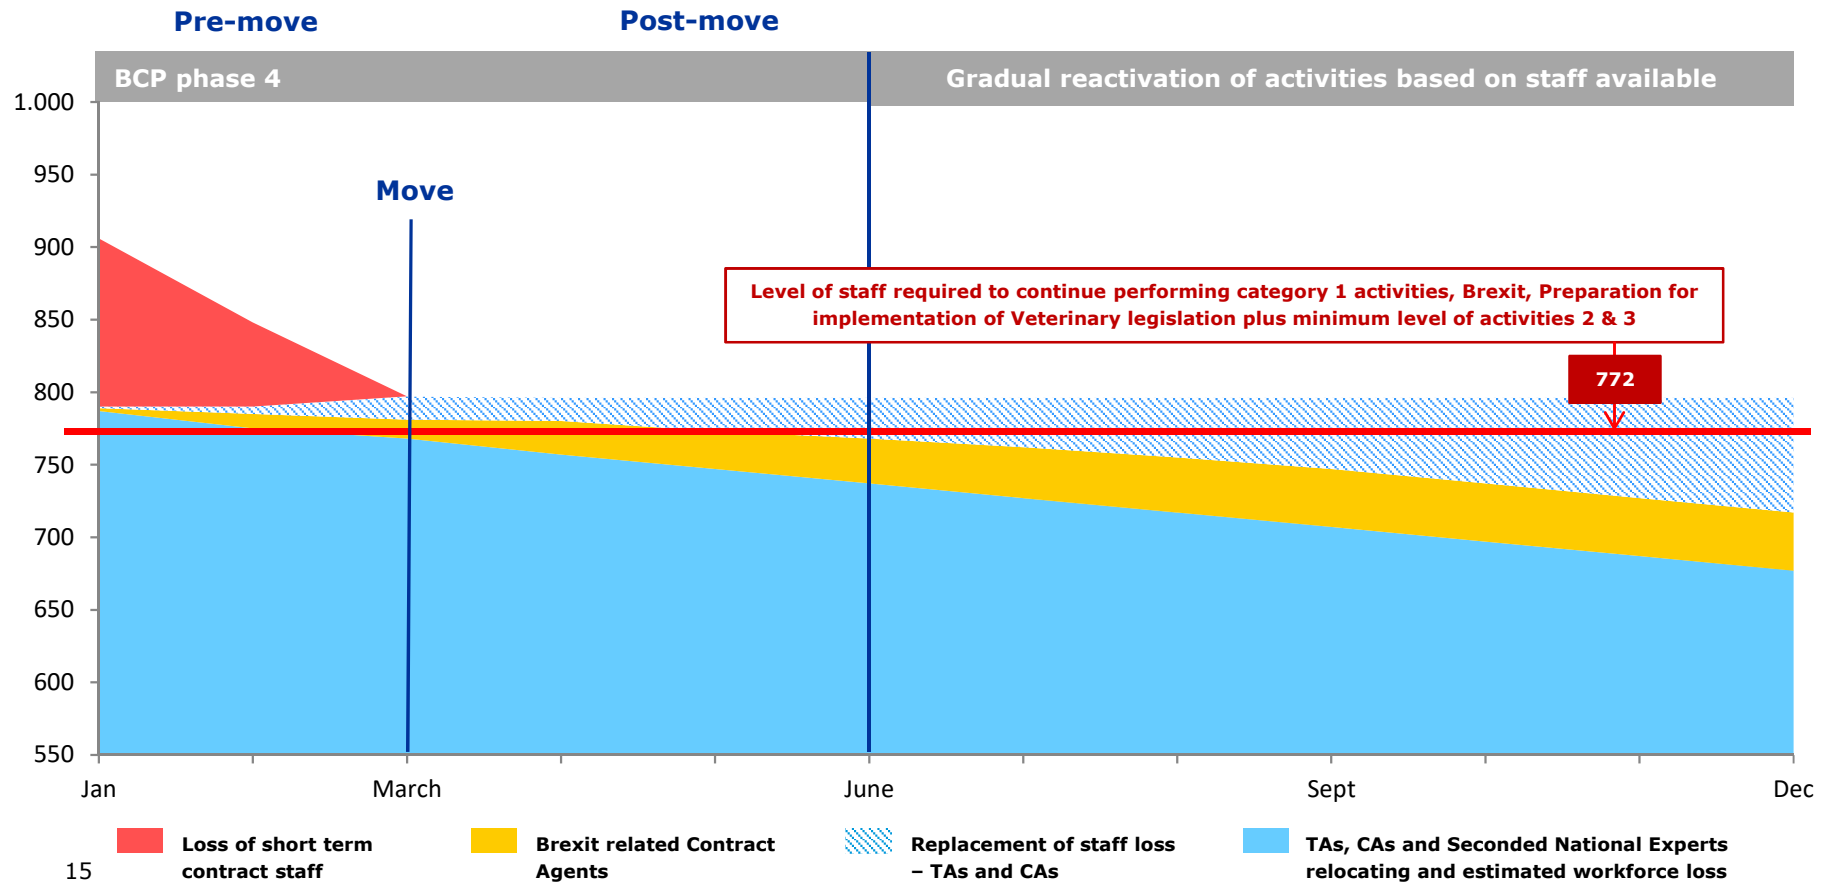 Pre-move
Post-move
BCP phase 4
Gradual reactivation of activities based on staff available
1.000
950
900
850
800
750
700
650
600
550
Move
Level of staff required to continue performing category 1 activities, Brexit, Preparation for
implementation of Veterinary legislation plus minimum level of activities 2 & 3
772
Jan
March
June
Sept
Dec
Loss of short term
contract staff
Brexit related Contract
Agents
Replacement of staff loss
– TAs and CAs
TAs, CAs and Seconded National Experts
relocating and estimated workforce loss
15